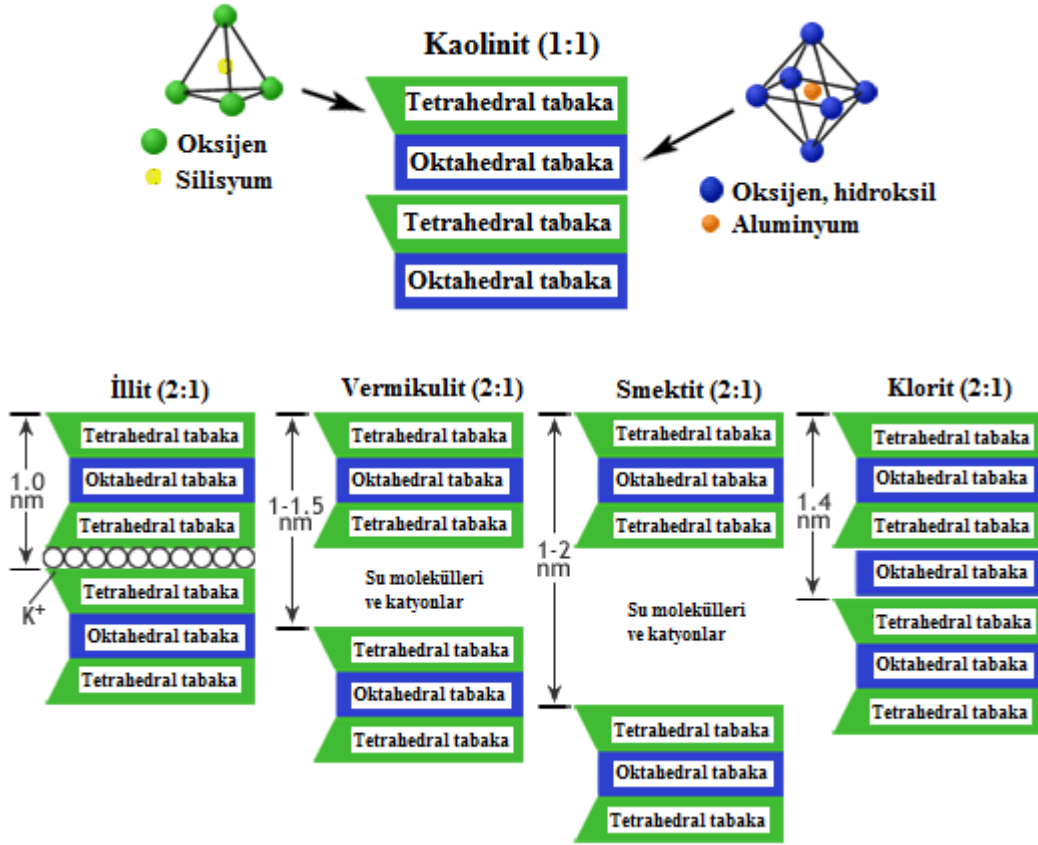 Kaolinit (1:1)
Tetrahedral tabaka
Oktahedral tabaka
Tetrahedral tabaka
Oktahedral tabaka
Oksijen
Silisyum
Oksijen, hidroksil
Aluminyum
İllit (2:1)
1.0
nm
Tetrahedral tabaka
Oktahedral tabaka
Tetrahedral tabaka
K+
Tetrahedral tabaka
Oktahedral tabaka
Tetrahedral tabaka
Vermikulit (2:1)
1-1.5
nm
Tetrahedral tabaka
Oktahedral tabaka
Tetrahedral tabaka
Su molekülleri
ve katyonlar
Tetrahedral tabaka
Oktahedral tabaka
Tetrahedral tabaka
Smektit (2:1)
1-2
nm
Tetrahedral tabaka
Oktahedral tabaka
Tetrahedral tabaka
Su molekülleri
ve katyonlar
Tetrahedral tabaka
Oktahedral tabaka
Tetrahedral tabaka
Klorit (2:1)
1.4
nm
Tetrahedral tabaka
Oktahedral tabaka
Tetrahedral tabaka
Oktahedral tabaka
Tetrahedral tabaka
Oktahedral tabaka
Tetrahedral tabaka